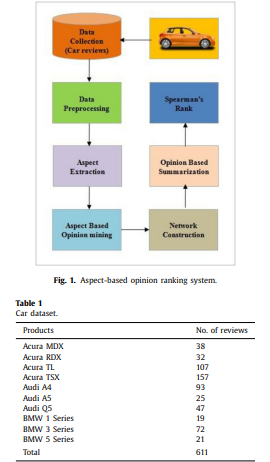 Data
Collection
(Car reviews)
Data
Preprocessing
Spearman's
Rank
Aspect
Extraction
Opinion Based
Summarization
Aspect Based
Opinion mining
Network
Construction
Fig. 1. Aspect-based opinion ranking system.
Table 1
Car dataset.
Products No. of reviews
Acura MDX 38
Acura RDX 32
Acura TL 107
Acura TSX 157
Audi A4 93
Audi A5 25
Audi Q5 47
BMW 1 Series 19
BMW 3 Series 72
BMW 5 Series 21
Total 611